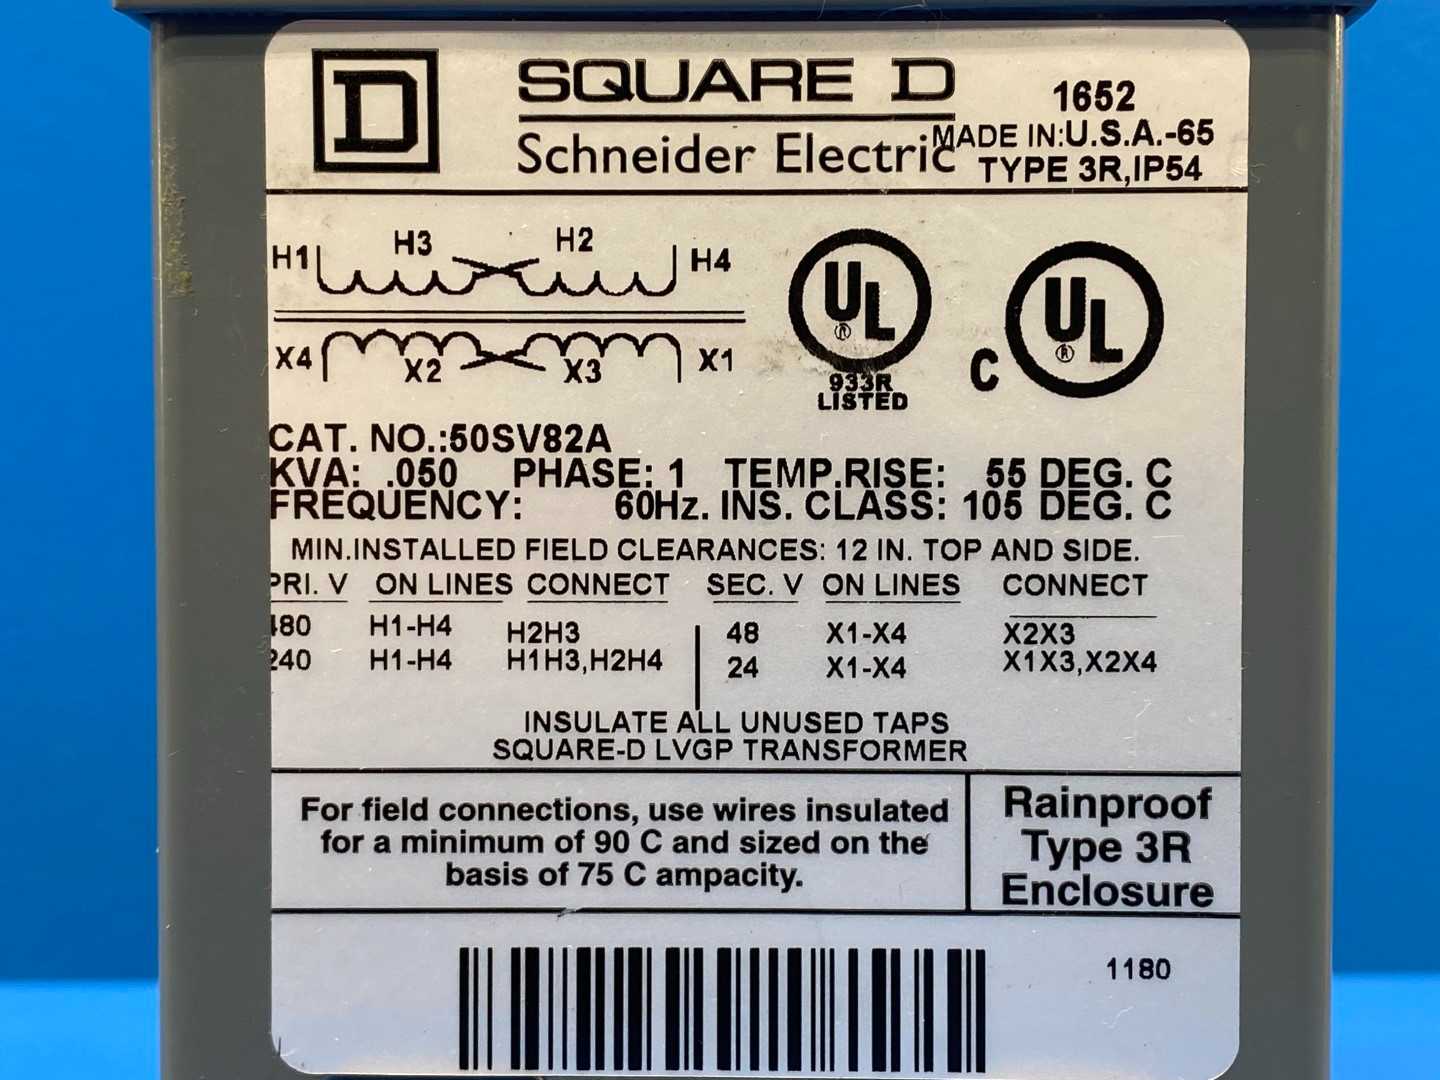 D SQUARE D
Schneider Electric
1652
MADE IN:U.S.A.-65
TYPE 3R,IP54
H1 H3 H2 H4
X4 X2 X3 X1
UL ®
933R
LISTED
C UL ®
CAT. NO.:50SV82A
KVA: .050 PHASE: 1 TEMP.RISE: 55 DEG. C
FREQUENCY: 60Hz. INS. CLASS: 105 DEG. C
MIN.INSTALLED FIELD CLEARANCES: 12 IN. TOP AND SIDE.
PRI. V ON LINES CONNECT SEC. V ON LINES CONNECT
480 H1-H4 H2H3 48 X1-X4 X2X3
240 H1-H4 H1H3,H2H4 24 X1-X4 X1X3,X2X4
INSULATE ALL UNUSED TAPS
SQUARE-D LVGP TRANSFORMER
For field connections, use wires insulated
for a minimum of 90 C and sized on the
basis of 75 C ampacity.
Rainproof
Type 3R
Enclosure
1180